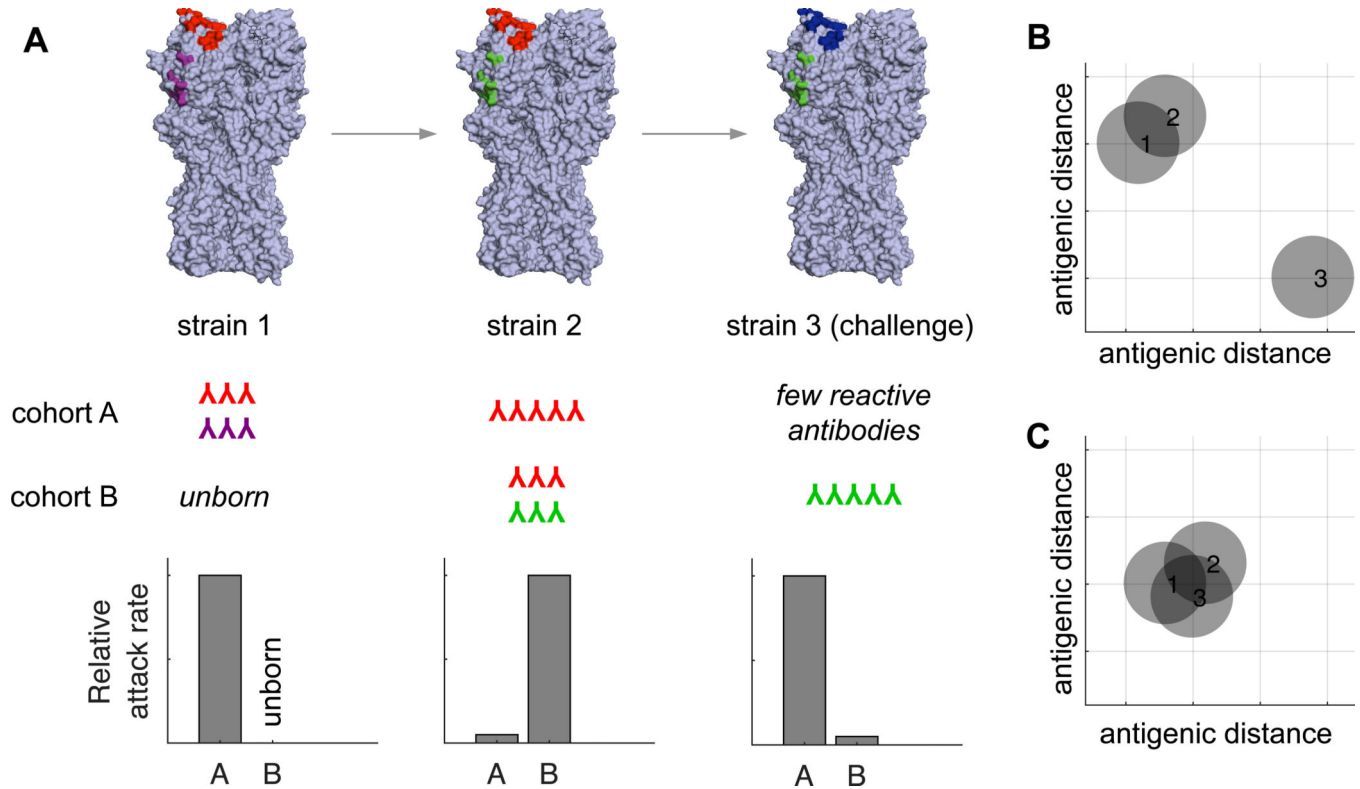 A
strain 1
strain 2
strain 3 (challenge)
cohort A
few reactive
antibodies
cohort B
unborn
Relative
attack rate
unborn
A B
A B
A B
B
antigenic distance
1
2
3
antigenic distance
C
antigenic distance
1
2
3
antigenic distance